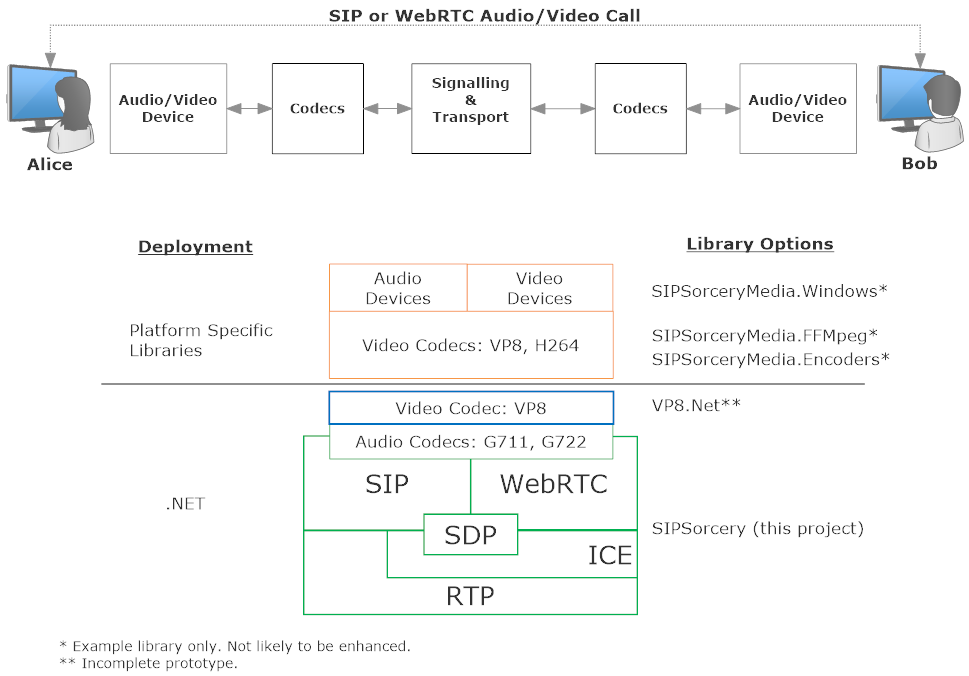 SIP or WebRTC Audio/Video Call
Audio/Video
Device
Codecs
Signalling
&
Transport
Codecs
Audio/Video
Device
Alice
Bob
Deployment
Library Options
Audio
Devices
Video
Devices
SIPSorceryMedia.Windows*
Platform Specific
Libraries
Video Codecs: VP8, H264
SIPSorceryMedia.FFMpeg*
SIPSorceryMedia.Encoders*
Video Codec: VP8
VP8.Net**
Audio Codecs: G711, G722
SIP
WebRTC
.NET
SDP
SIPSorcery (this project)
ICE
RTP
* Example library only. Not likely to be enhanced.
** Incomplete prototype.